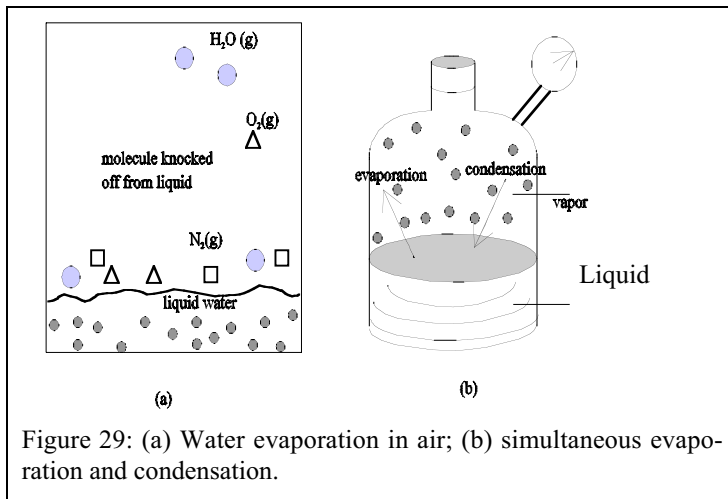 H₂O (g)
O₂(g)
molecule knocked
off from liquid
N₂(g)
liquid water
(a)
evaporation
condensation
vapor
Liquid
(b)
Figure 29: (a) Water evaporation in air; (b) simultaneous evapo-
ration and condensation.